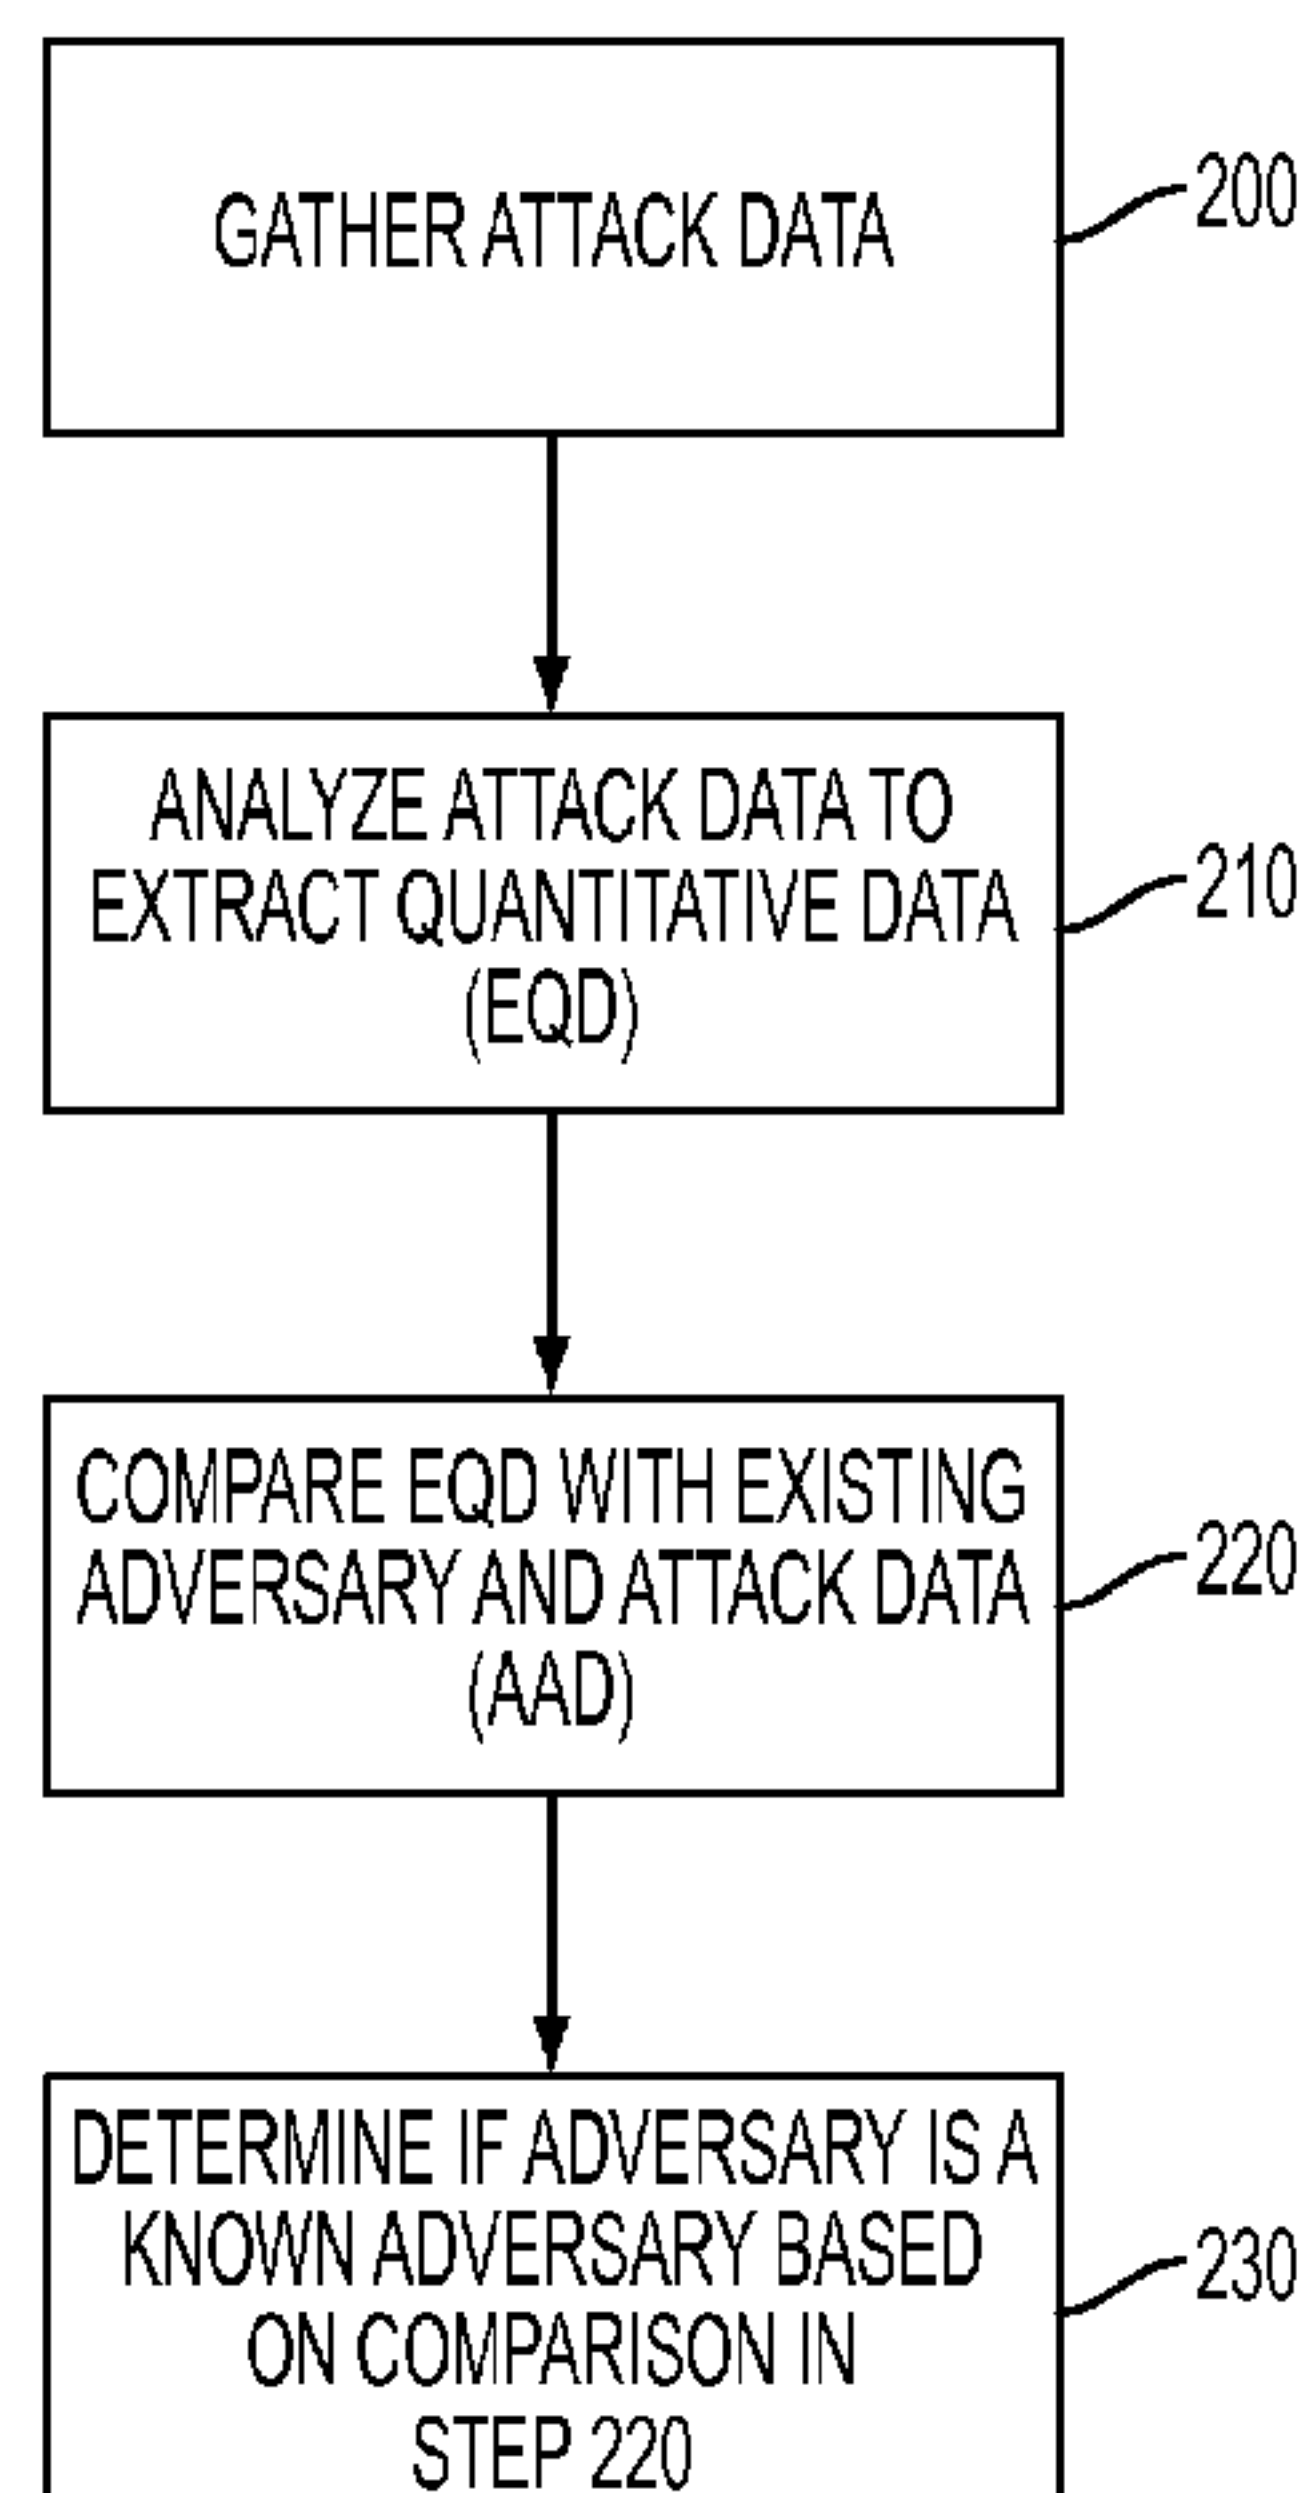 GATHER ATTACK DATA
200
ANALYZE ATTACK DATA TO
EXTRACT QUANTITATIVE DATA
(EQD)
210
COMPARE EQD WITH EXISTING
ADVERSARY AND ATTACK DATA
(AAD)
220
DETERMINE IF ADVERSARY IS A
KNOWN ADVERSARY BASED
ON COMPARISON IN
STEP 220
230